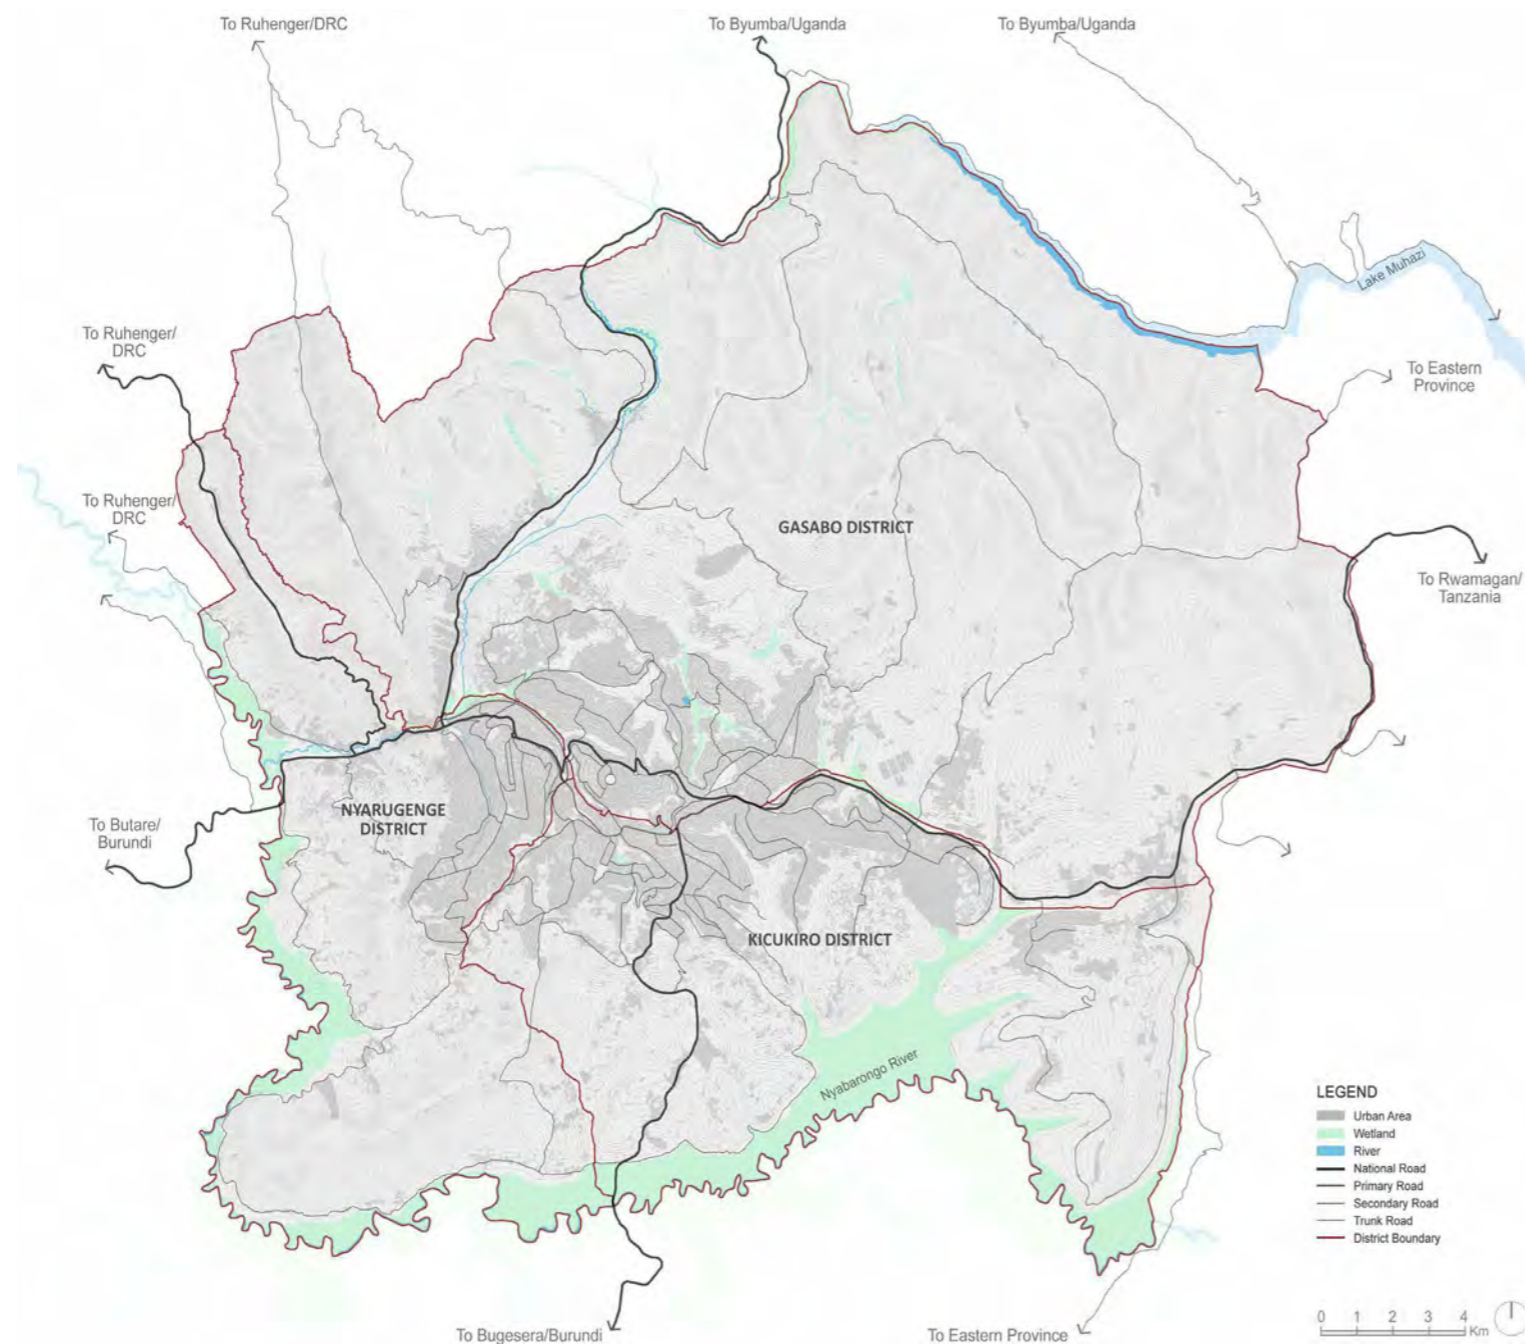 To Ruhenger/DRC
To Byumba/Uganda
To Byumba/Uganda
Lake Muhazi
To Ruhenger/
DRC
To Eastern
Province
To Ruhenger/
DRC
GASABO DISTRICT
To Rwamagan/
Tanzania
NYARUGENGE
DISTRICT
To Butare/
Burundi
KICUKIRO DISTRICT
Nyabarongo River
LEGEND
Urban Area
Wetland
River
National Road
Primary Road
Secondary Road
Trunk Road
District Boundary
0 1 2 3 4
Km
To Bugesera/Burundi
To Eastern Province